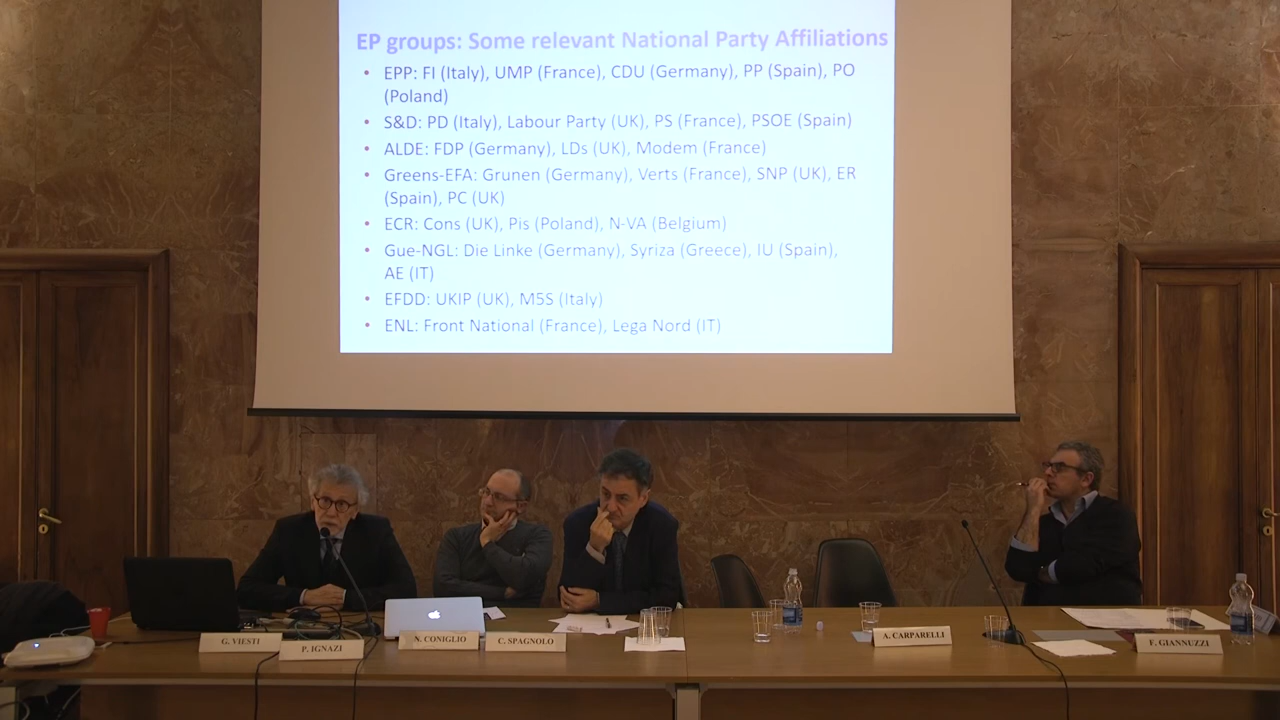 EP groups: Some relevant National Party Affiliations
• EPP: FI (Italy), UMP (France), CDU (Germany), PP (Spain), PO
(Poland)
• S&D: PD (Italy), Labour Party (UK), PS (France), PSOE (Spain)
• ALDE: FDP (Germany), LDs (UK), Modem (France)
• Greens-EFA: Grunen (Germany), Verts (France), SNP (UK), ER
(Spain), PC (UK)
• ECR: Cons (UK), Pis (Poland), N-VA (Belgium)
• Gue-NGL: Die Linke (Germany), Syriza (Greece), IU (Spain),
AE (IT)
• EFDD: UKIP (UK), M5S (Italy)
• ENL: Front National (France), Lega Nord (IT)
G. VIESTI
P. IGNAZI
N. CONIGLIO
C. SPAGNOLO
A. CARPARELLI
F. GIANNUZZI